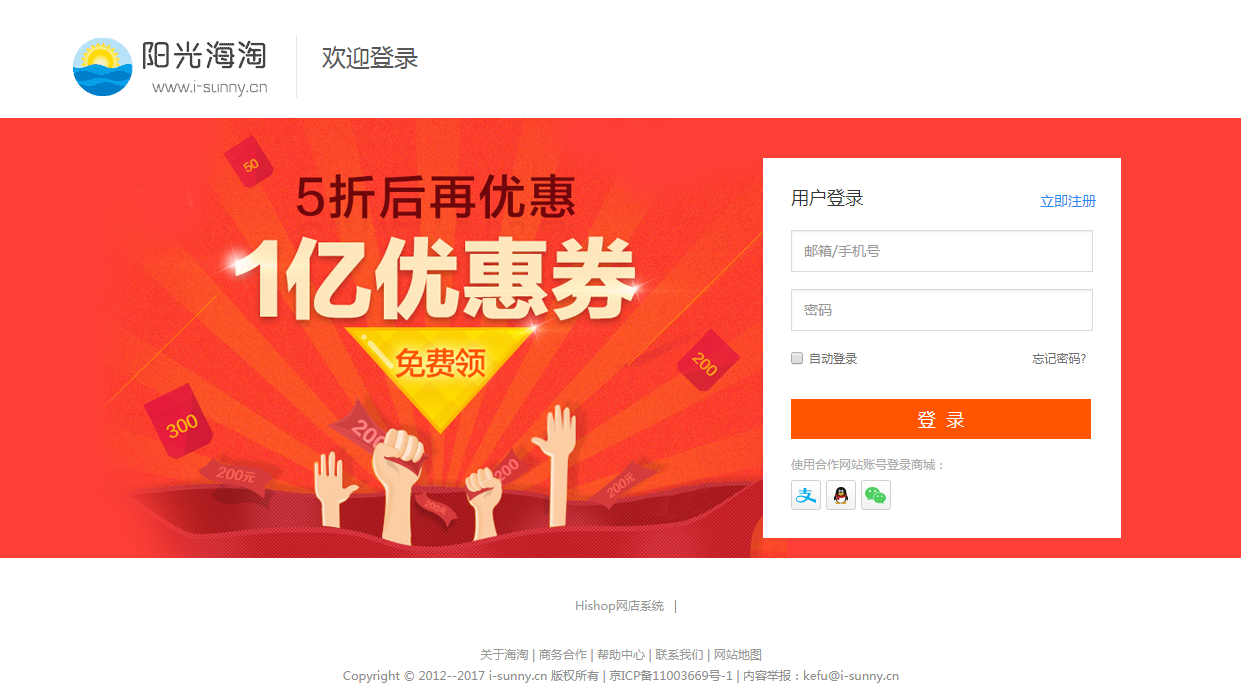 阳光海淘
www.i-sunny.cn
欢迎登录
50
5折后再优惠
1亿优惠券
免费领
200
300
200
200元
200
200元
200元
用户登录
立即注册
邮箱/手机号
密码
自动登录
忘记密码?
登 录
使用合作网站账号登录商城：
支
Hishop网店系统 |
关于海淘 | 商务合作 | 帮助中心 | 联系我们 | 网站地图
Copyright © 2012--2017 i-sunny.cn 版权所有 | 京ICP备11003669号-1 | 内容举报：kefu@i-sunny.cn